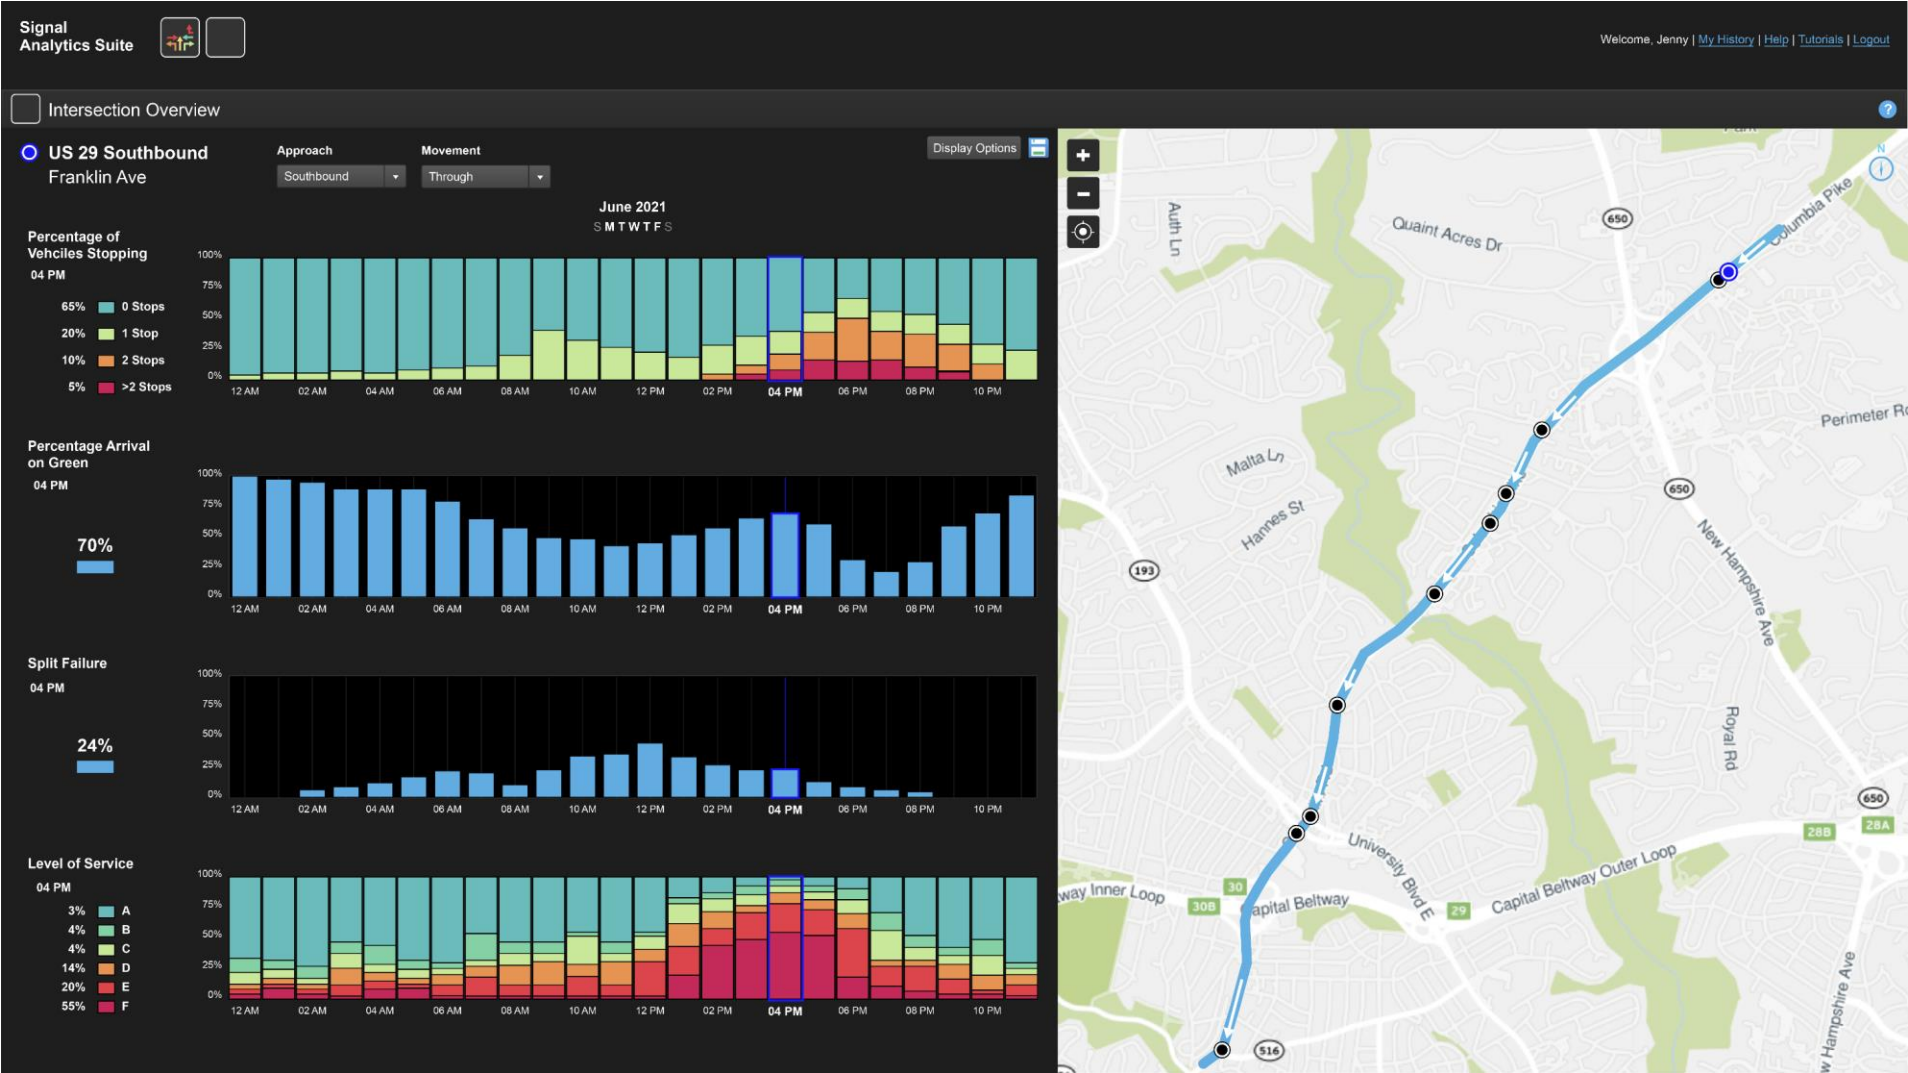 Signal
Analytics Suite
Welcome, Jenny | My History | Help | Tutorials | Logout
Intersection Overview
?
US 29 Southbound
Franklin Ave
Approach
Southbound
Movement
Through
Display Options
June 2021
S M T W T F S
Percentage of
Vehciles Stopping
04 PM
65% 0 Stops
20% 1 Stop
10% 2 Stops
5% >2 Stops
100%
75%
50%
25%
0%
12 AM 02 AM 04 AM 06 AM 08 AM 10 AM 12 PM 02 PM 04 PM 06 PM 08 PM 10 PM
Percentage Arrival
on Green
04 PM
70%
100%
75%
50%
25%
0%
12 AM 02 AM 04 AM 06 AM 08 AM 10 AM 12 PM 02 PM 04 PM 06 PM 08 PM 10 PM
Split Failure
04 PM
24%
100%
75%
50%
25%
0%
12 AM 02 AM 04 AM 06 AM 08 AM 10 AM 12 PM 02 PM 04 PM 06 PM 08 PM 10 PM
Level of Service
04 PM
3% A
4% B
4% C
14% D
20% E
55% F
100%
75%
50%
25%
0%
12 AM 02 AM 04 AM 06 AM 08 AM 10 AM 12 PM 02 PM 04 PM 06 PM 08 PM 10 PM
+
−
N
Columbia Pike
Auth Ln
Quaint Acres Dr
650
Perimeter R
Malta Ln
650
Hannes St
New Hampshire Ave
193
Royal Rd
650
28B
28A
University Blvd E
Capital Beltway Outer Loop
way Inner Loop
30
30B
apital Beltway
29
w Hampshire Ave
516